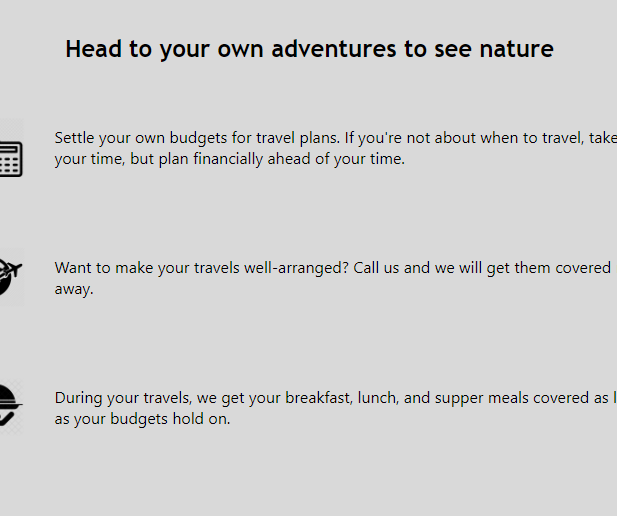 Head to your own adventures to see nature
Settle your own budgets for travel plans. If you're not about when to travel, take
your time, but plan financially ahead of your time.
Want to make your travels well-arranged? Call us and we will get them covered
away.
During your travels, we get your breakfast, lunch, and supper meals covered as
as your budgets hold on.